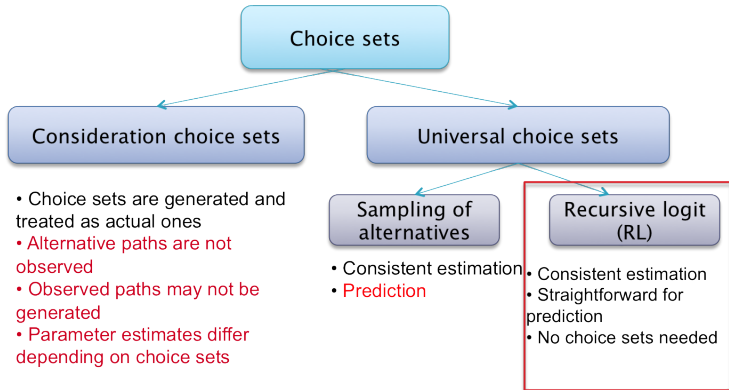 Choice sets
Consideration choice sets
Universal choice sets
• Choice sets are generated and
treated as actual ones
• Alternative paths are not
observed
• Observed paths may not be
generated
• Parameter estimates differ
depending on choice sets
Sampling of
alternatives
• Consistent estimation
• Prediction
Recursive logit
(RL)
• Consistent estimation
• Straightforward for
prediction
• No choice sets needed